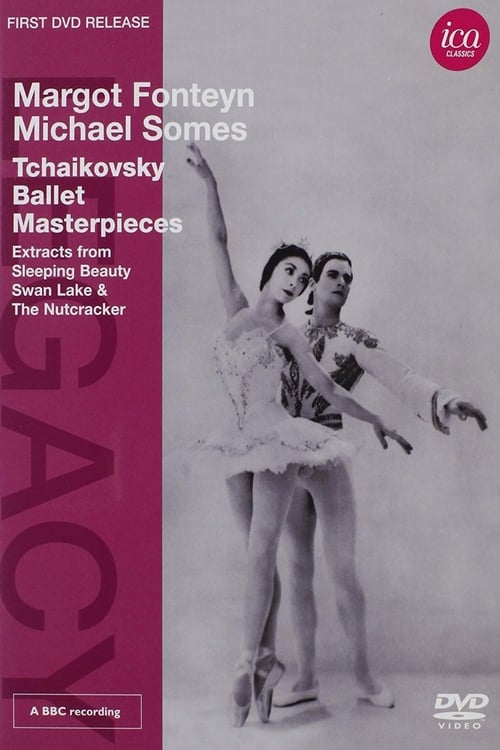 FIRST DVD RELEASE
ica
CLASSICS
Margot Fonteyn
Michael Somes
Tchaikovsky
Ballet
Masterpieces
Extracts from
Sleeping Beauty
Swan Lake &
The Nutcracker
LEGACY
A BBC recording
DVD
VIDEO